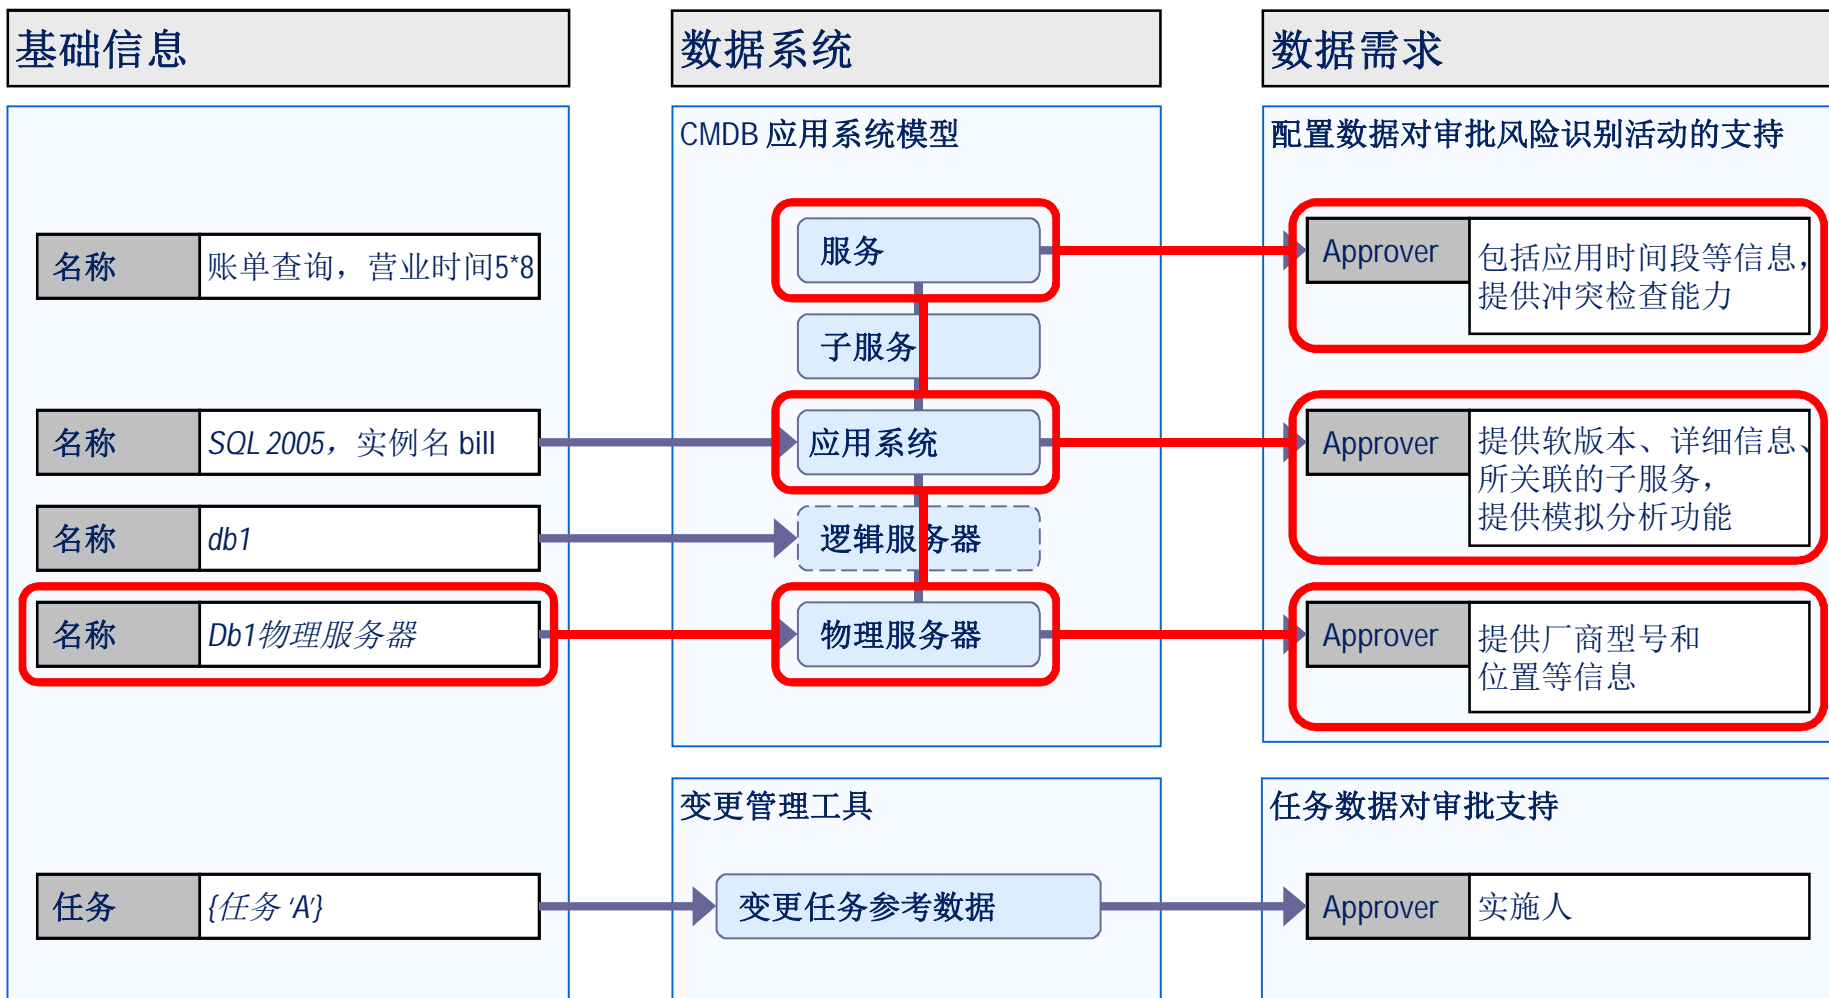 基础信息
数据系统
数据需求
CMDB 应用系统模型
配置数据对审批风险识别活动的支持
名称
账单查询，营业时间5*8
服务
Approver
包括应用时间段等信息，
提供冲突检查能力
子服务
名称
SQL 2005，实例名 bill
应用系统
Approver
提供软版本、详细信息、
所关联的子服务，
提供模拟分析功能
名称
db1
逻辑服务器
名称
Db1物理服务器
物理服务器
Approver
提供厂商型号和
位置等信息
变更管理工具
任务数据对审批支持
任务
{任务 ‘A’}
变更任务参考数据
Approver
实施人